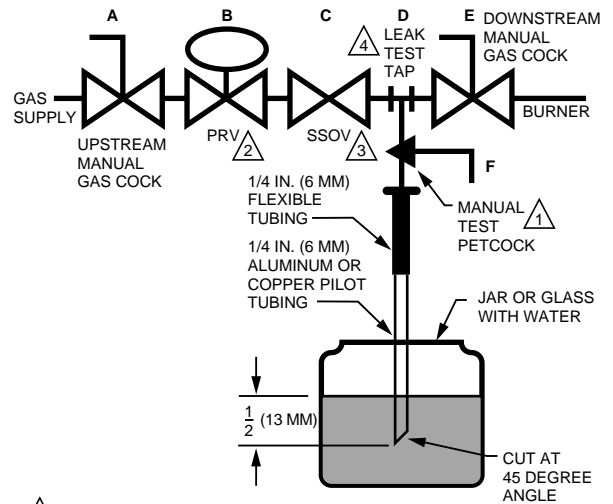 A B C D E
DOWNSTREAM
MANUAL
GAS COCK
4
LEAK
TEST
TAP
GAS
SUPPLY
BURNER
UPSTREAM
MANUAL
GAS COCK
PRV 2
SSOV 3
F
1/4 IN. (6 MM)
FLEXIBLE
TUBING
MANUAL
TEST
PETCOCK
1
1/4 IN. (6 MM)
ALUMINUM OR
COPPER PILOT
TUBING
JAR OR GLASS
WITH WATER
1/2 (13 MM)
CUT AT
45 DEGREE
ANGLE